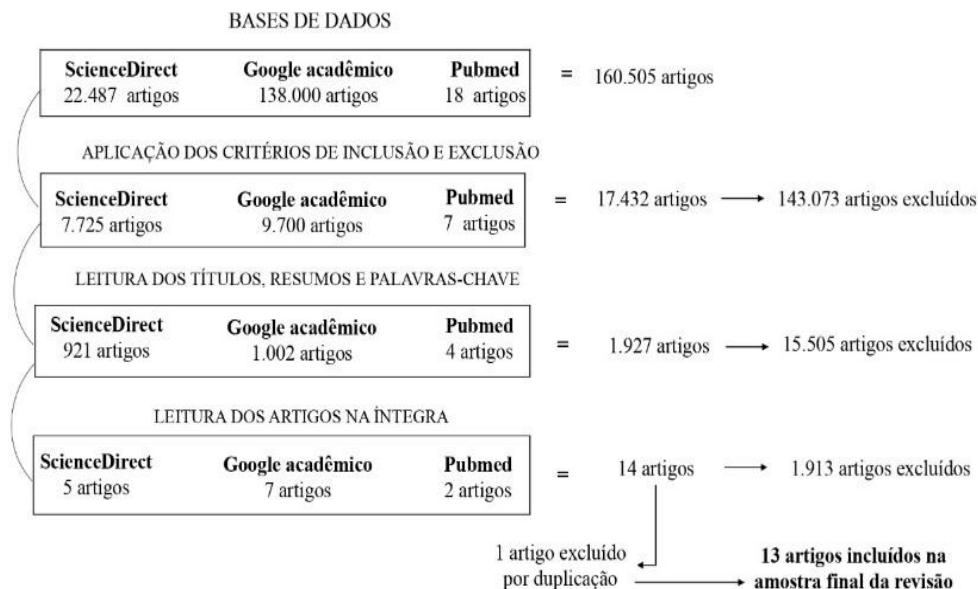 BASES DE DADOS
ScienceDirect Google acadêmico Pubmed
22.487 artigos 138.000 artigos 18 artigos = 160.505 artigos
APLICAÇÃO DOS CRITÉRIOS DE INCLUSÃO E EXCLUSÃO
ScienceDirect Google acadêmico Pubmed
7.725 artigos 9.700 artigos 7 artigos = 17.432 artigos → 143.073 artigos excluídos
LEITURA DOS TÍTULOS, RESUMOS E PALAVRAS-CHAVE
ScienceDirect Google acadêmico Pubmed
921 artigos 1.002 artigos 4 artigos = 1.927 artigos → 15.505 artigos excluídos
LEITURA DOS ARTIGOS NA ÍNTEGRA
ScienceDirect Google acadêmico Pubmed
5 artigos 7 artigos 2 artigos = 14 artigos → 1.913 artigos excluídos
1 artigo excluído
por duplicação
13 artigos incluídos na
amostra final da revisão